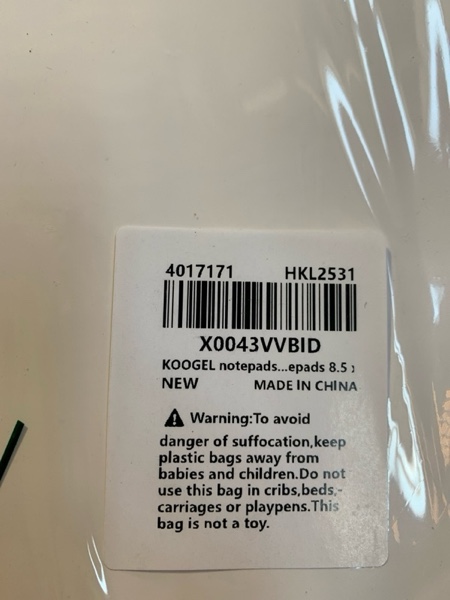 4017171 HKL2531
X0043VVBID
KOOGEL notepads...epads 8.5 x
NEW MADE IN CHINA
Warning:To avoid
danger of suffocation,keep
plastic bags away from
babies and children.Do not
use this bag in cribs,beds,-
carriages or playpens.This
bag is not a toy.